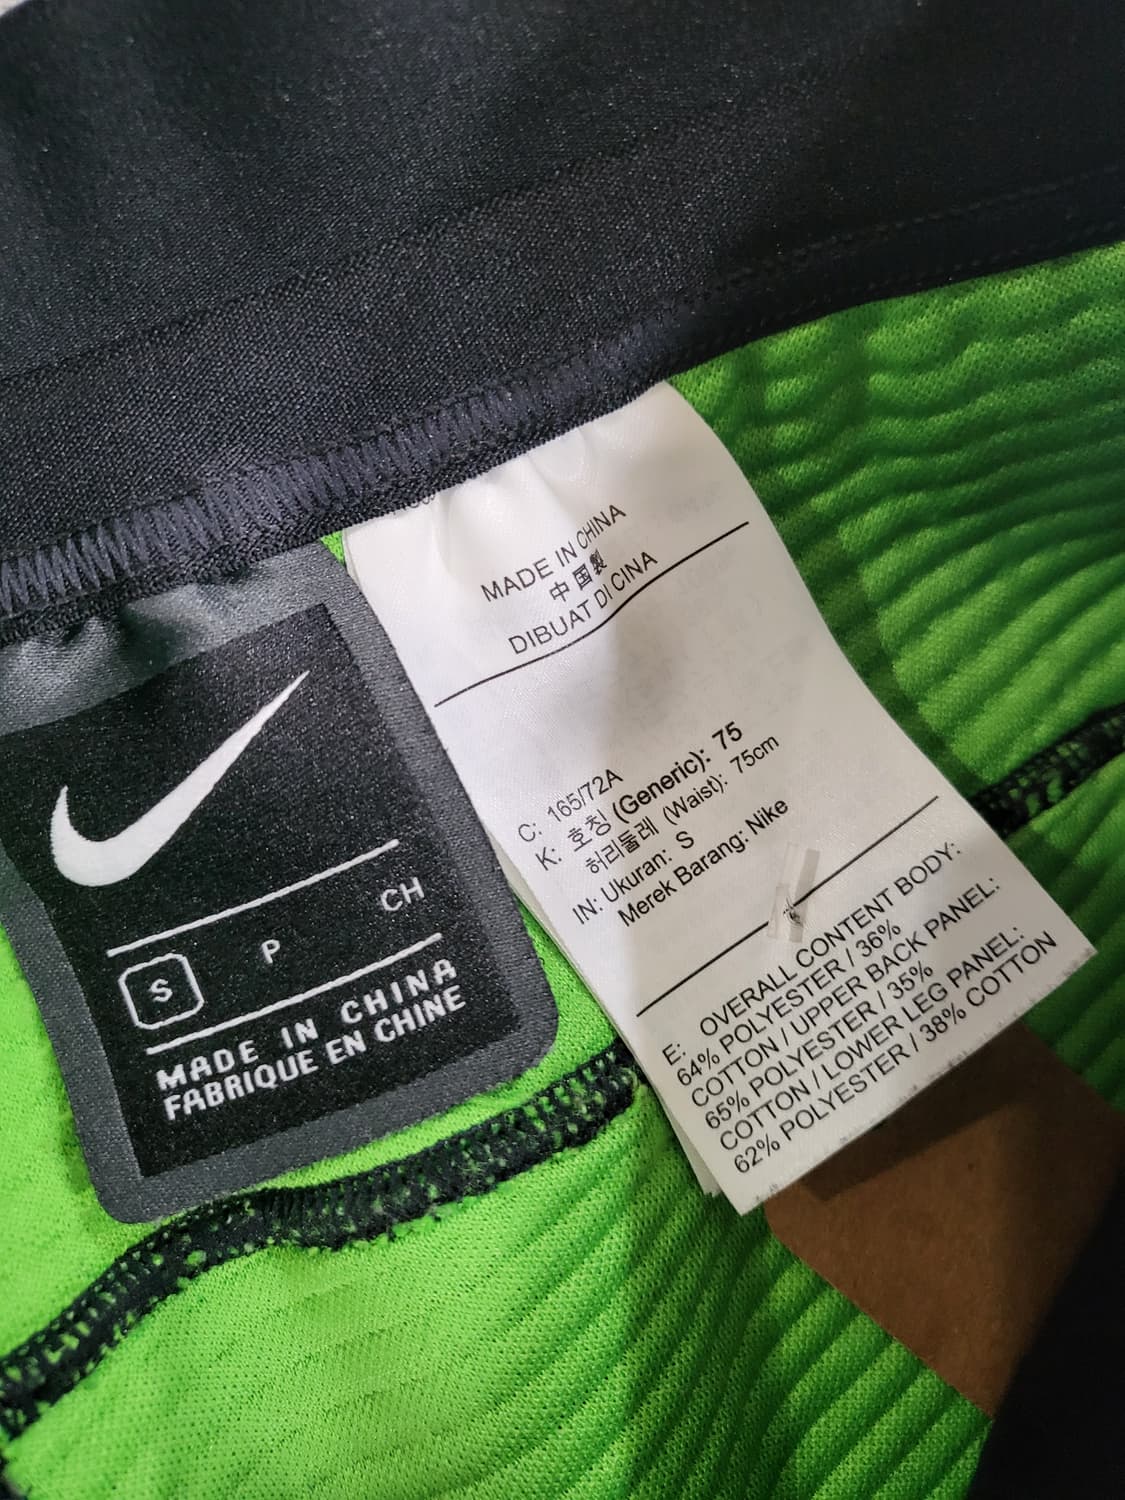 CH
S P
MADE IN CHINA
FABRIQUE EN CHINE
MADE IN CHINA
中国製
DIBUAT DI CINA
C: 165/72A
K: 호칭 (Generic): 75
허리둘레 (Waist): 75cm
IN: Ukuran: S
Merek Barang: Nike
E: OVERALL CONTENT BODY:
64% POLYESTER / 36%
COTTON / UPPER BACK PANEL:
65% POLYESTER / 35%
COTTON / LOWER LEG PANEL:
62% POLYESTER / 38% COTTON